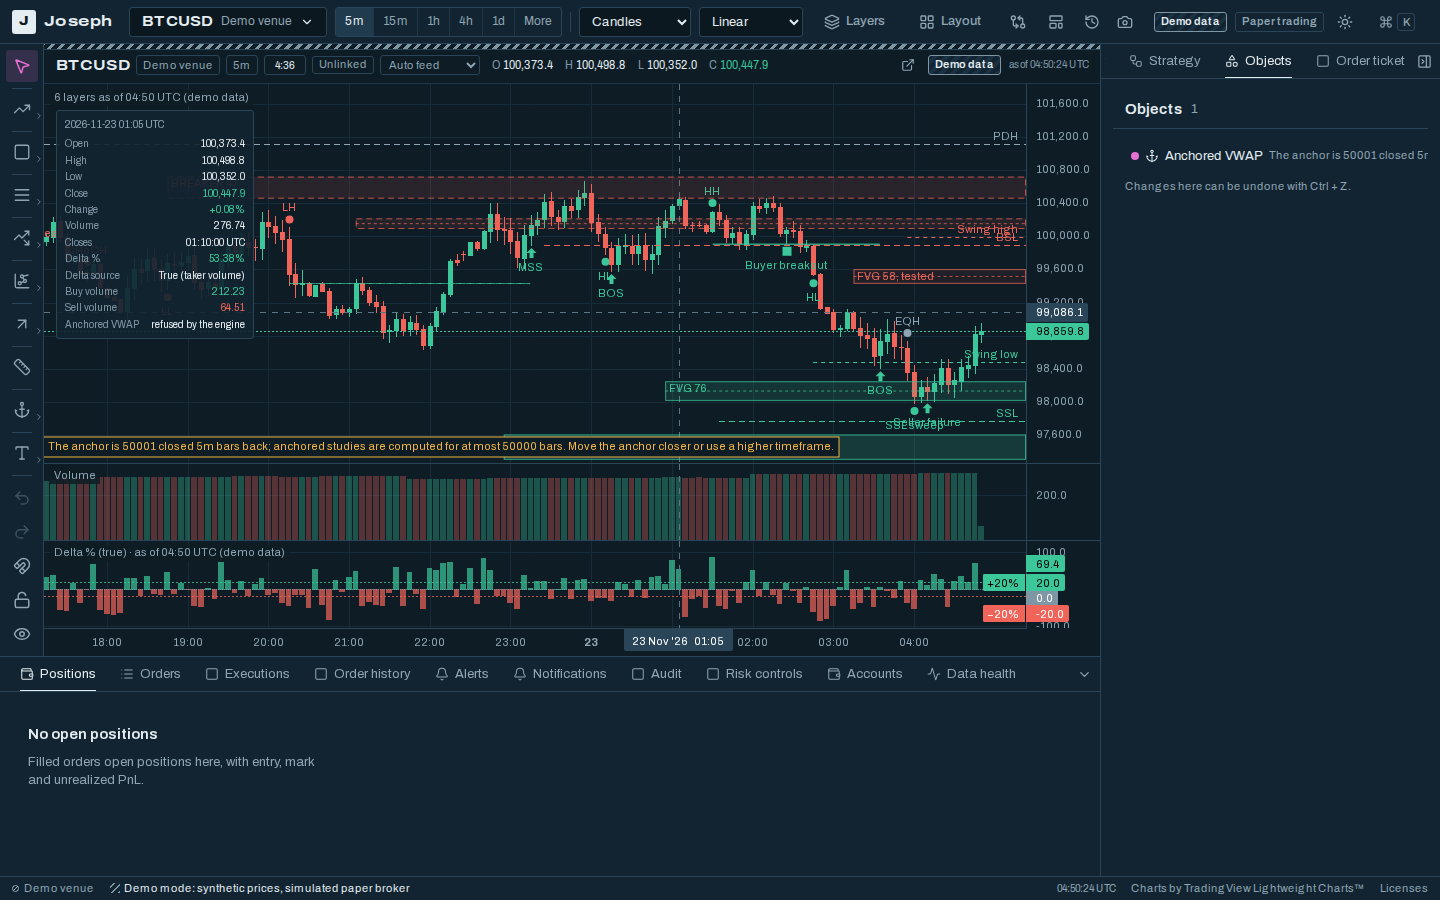 J Joseph BTCUSD Demo venue 5m 15m 1h 4h 1d More Candles Linear Layers Layout Demo data Paper trading ⌘ K
BTCUSD Demo venue 5m 4:36 Unlinked Auto feed O 100,373.4 H 100,498.8 L 100,352.0 C 100,447.9 Demo data as of 04:50:24 UTC
Strategy Objects Order ticket
6 layers as of 04:50 UTC (demo data)
2026-11-23 01:05 UTC
Open 100,373.4
High 100,498.8
Low 100,352.0
Close 100,447.9
Change +0.08%
Volume 276.74
Closes 01:10:00 UTC
Delta % 53.38%
Delta source True (taker volume)
Buy volume 212.23
Sell volume 64.51
Anchored VWAP refused by the engine
LH
MSS
HL
BOS
HH
Buyer breakout
HL
EQH
BOS
Seller failure
SSL sweep
PDH
Swing high
BSL
FVG 58, tested
Swing low
FVG 76
SSL
101,600.0
101,200.0
100,800.0
100,400.0
100,000.0
99,600.0
99,200.0
99,086.1
98,859.8
98,400.0
98,000.0
97,600.0
The anchor is 50001 closed 5m bars back; anchored studies are computed for at most 50000 bars. Move the anchor closer or use a higher timeframe.
Volume
200.0
Delta % (true) · as of 04:50 UTC (demo data)
100.0
69.4
+20% 20.0
0.0
−20% -20.0
-100.0
18:00 19:00 20:00 21:00 22:00 23:00 23 23 Nov '26 01:05 02:00 03:00 04:00
Objects 1
Anchored VWAP The anchor is 50001 closed 5r
Changes here can be undone with Ctrl + Z.
Positions Orders Executions Order history Alerts Notifications Audit Risk controls Accounts Data health
No open positions
Filled orders open positions here, with entry, mark
and unrealized PnL.
Demo venue Demo mode: synthetic prices, simulated paper broker 04:50:24 UTC Charts by TradingView Lightweight Charts™ Licenses